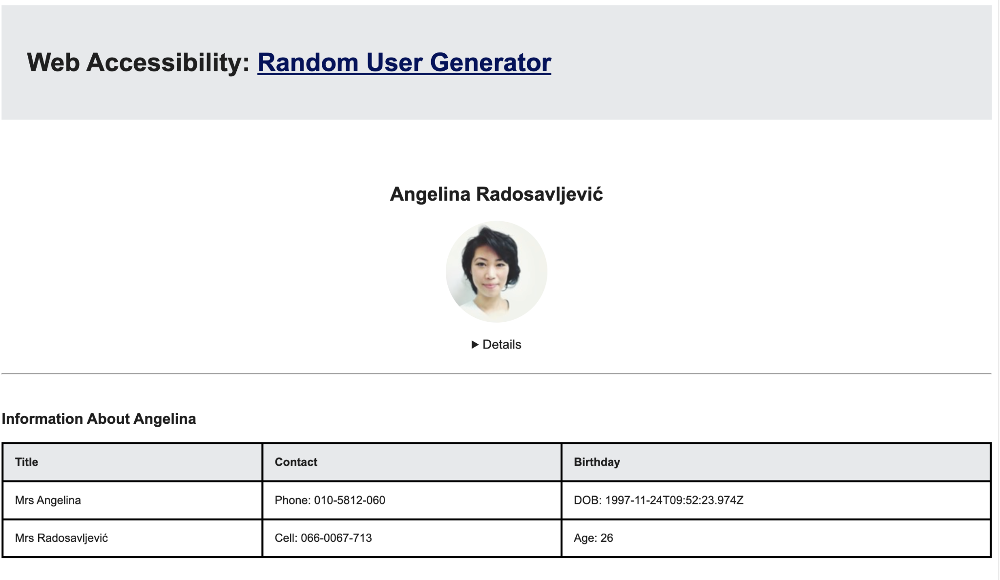 Web Accessibility: Random User Generator
Angelina Radosavljević
Details
Information About Angelina
Title Contact Birthday
Mrs Angelina Phone: 010-5812-060 DOB: 1997-11-24T09:52:23.974Z
Mrs Radosavljević Cell: 066-0067-713 Age: 26